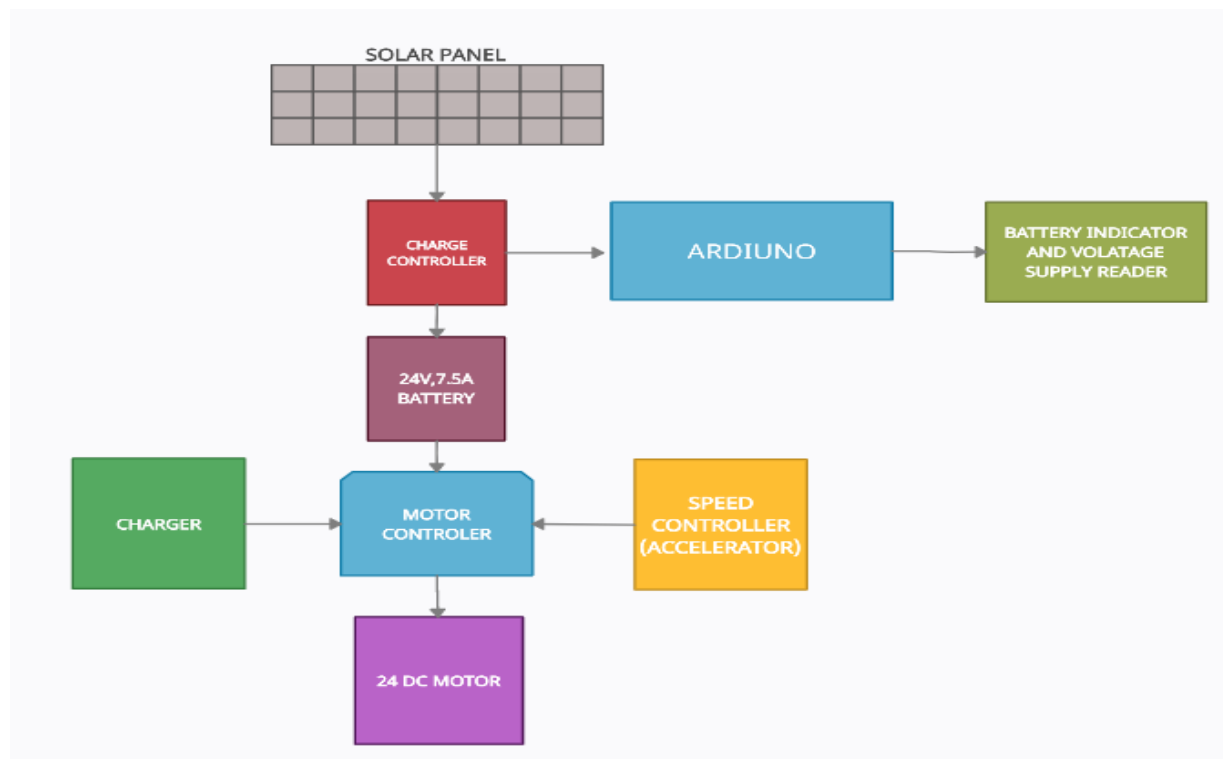 SOLAR PANEL
CHARGE
CONTROLLER
ARDIUNO
BATTERY INDICATOR
AND VOLATAGE
SUPPLY READER
24V,7.5A
BATTERY
CHARGER
MOTOR
CONTROLER
SPEED
CONTROLLER
(ACCELERATOR)
24 DC MOTOR